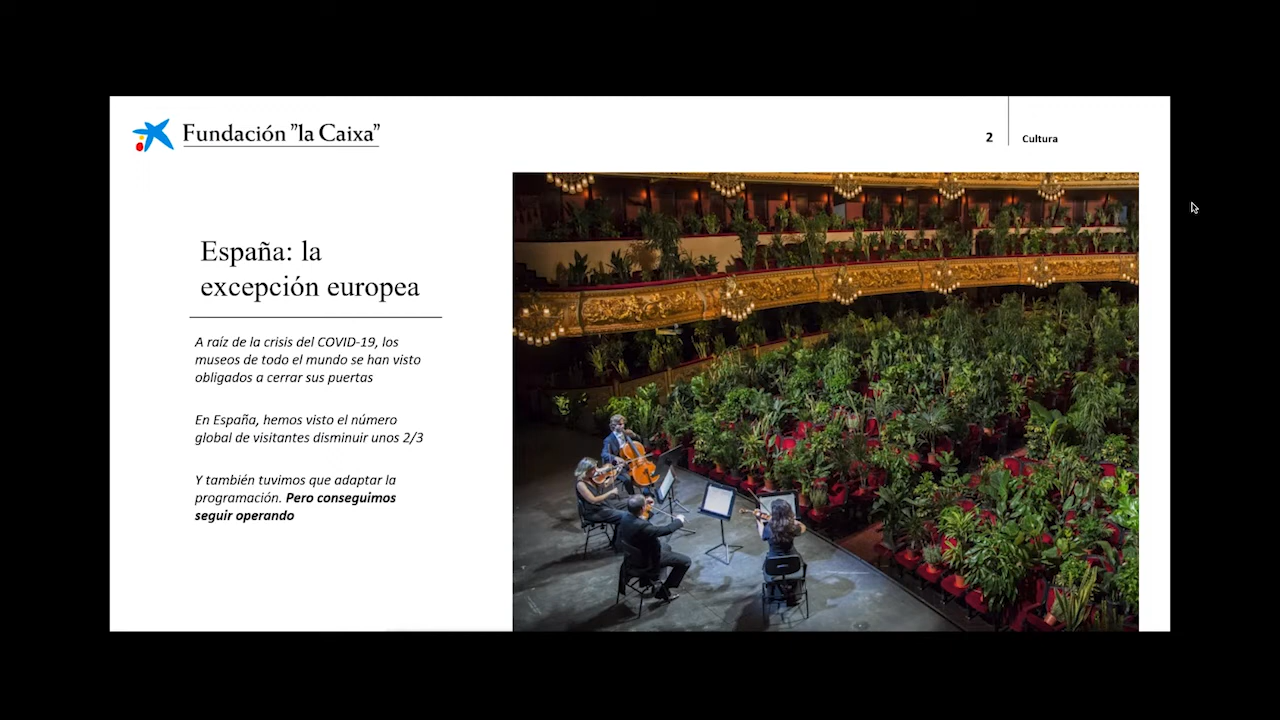 Fundación "la Caixa"
2
Cultura
España: la
excepción europea
A raíz de la crisis del COVID-19, los
museos de todo el mundo se han visto
obligados a cerrar sus puertas
En España, hemos visto el número
global de visitantes disminuir unos 2/3
Y también tuvimos que adaptar la
programación. Pero conseguimos
seguir operando